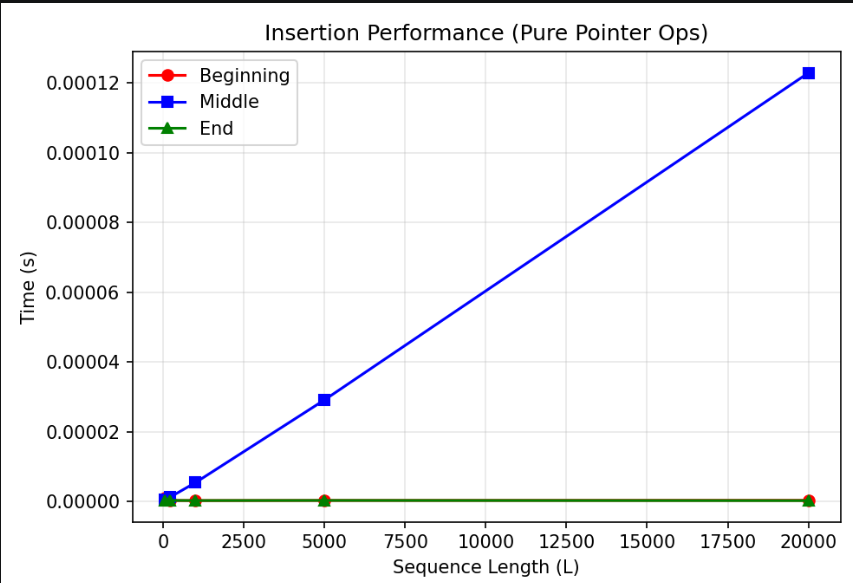 Insertion Performance (Pure Pointer Ops)
Beginning
Middle
End
0.00012
0.00010
0.00008
0.00006
0.00004
0.00002
0.00000
Time (s)
0 2500 5000 7500 10000 12500 15000 17500 20000
Sequence Length (L)